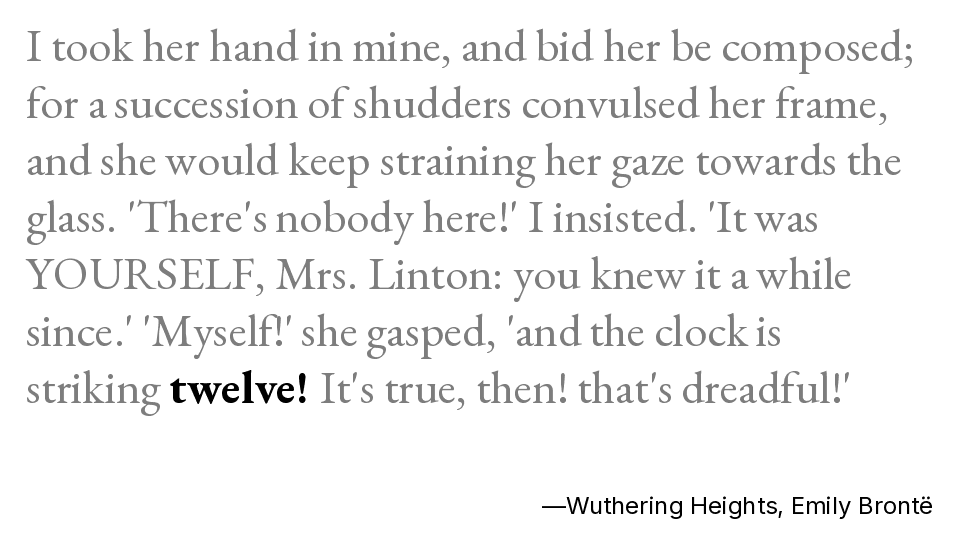 I took her hand in mine, and bid her be composed;
for a succession of shudders convulsed her frame,
and she would keep straining her gaze towards the
glass. 'There's nobody here!' I insisted. 'It was
YOURSELF, Mrs. Linton: you knew it a while
since.' 'Myself!' she gasped, 'and the clock is
striking twelve! It's true, then! that's dreadful!'
—Wuthering Heights, Emily Brontë